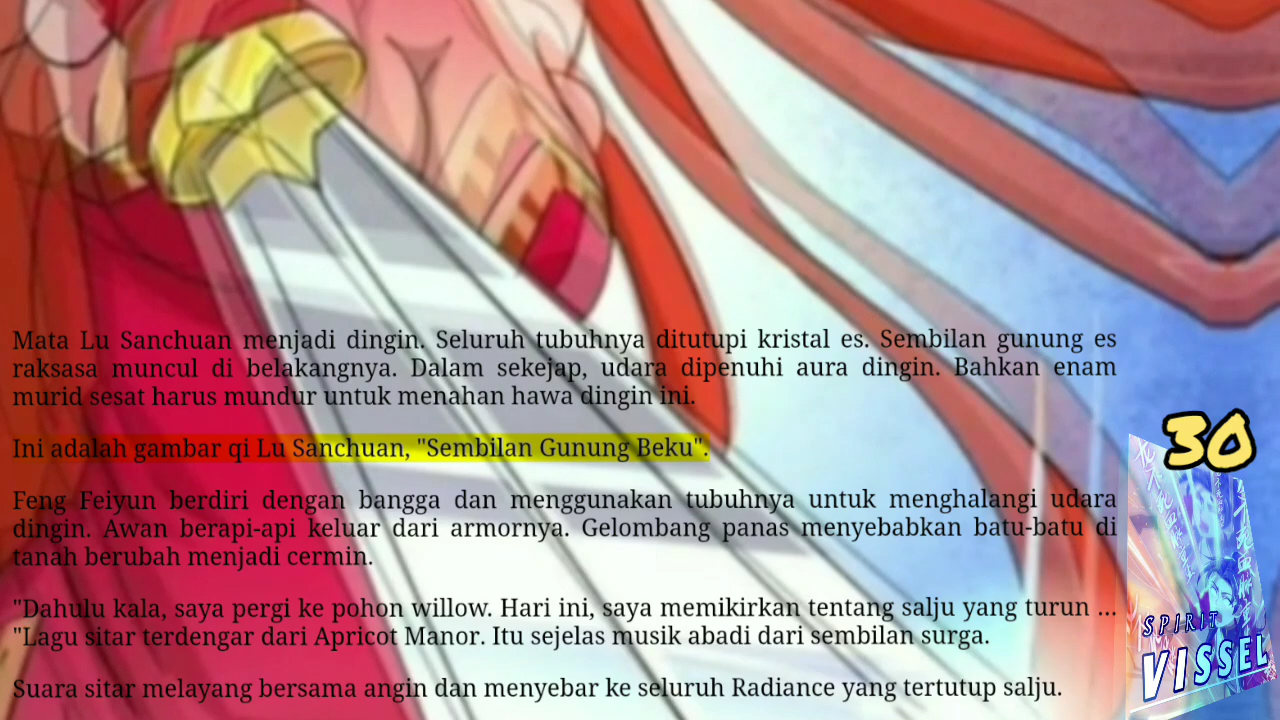 Mata Lu Sanchuan menjadi dingin. Seluruh tubuhnya ditutupi kristal es. Sembilan gunung es
raksasa muncul di belakangnya. Dalam sekejap, udara dipenuhi aura dingin. Bahkan enam
murid sesat harus mundur untuk menahan hawa dingin ini.
Ini adalah gambar qi Lu Sanchuan, "Sembilan Gunung Beku".
Feng Feiyun berdiri dengan bangga dan menggunakan tubuhnya untuk menghalangi udara
dingin. Awan berapi-api keluar dari armornya. Gelombang panas menyebabkan batu-batu di
tanah berubah menjadi cermin.
"Dahulu kala, saya pergi ke pohon willow. Hari ini, saya memikirkan tentang salju yang turun ...
"Lagu sitar terdengar dari Apricot Manor. Itu sejelas musik abadi dari sembilan surga.
Suara sitar melayang bersama angin dan menyebar ke seluruh Radiance yang tertutup salju.
30
SPIRIT
VISSEL